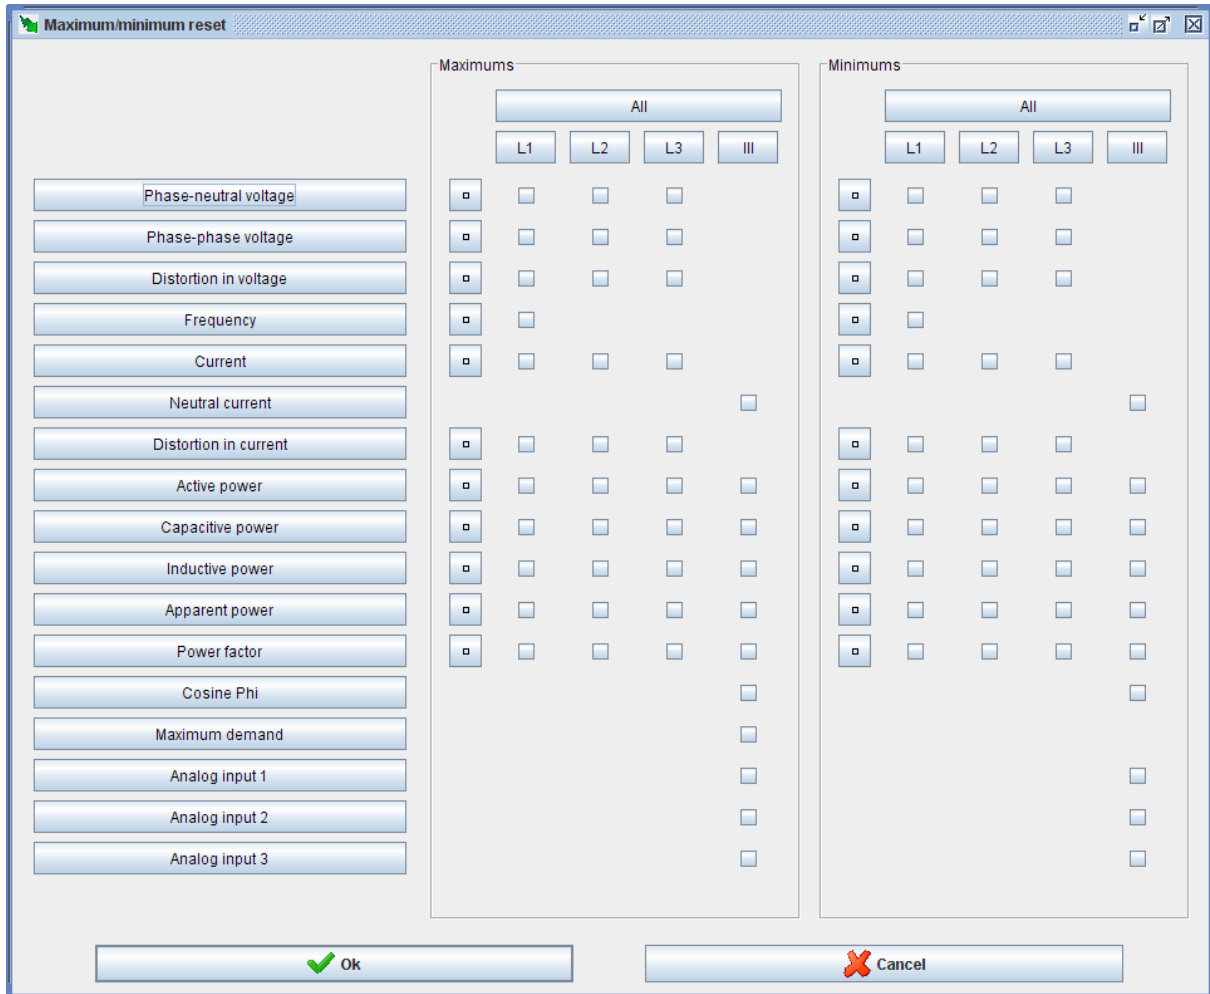 Maximum/minimum reset
Maximums Minimums
All All
L1 L2 L3 III L1 L2 L3 III
Phase-neutral voltage
Phase-phase voltage
Distortion in voltage
Frequency
Current
Neutral current
Distortion in current
Active power
Capacitive power
Inductive power
Apparent power
Power factor
Cosine Phi
Maximum demand
Analog input 1
Analog input 2
Analog input 3
Ok Cancel